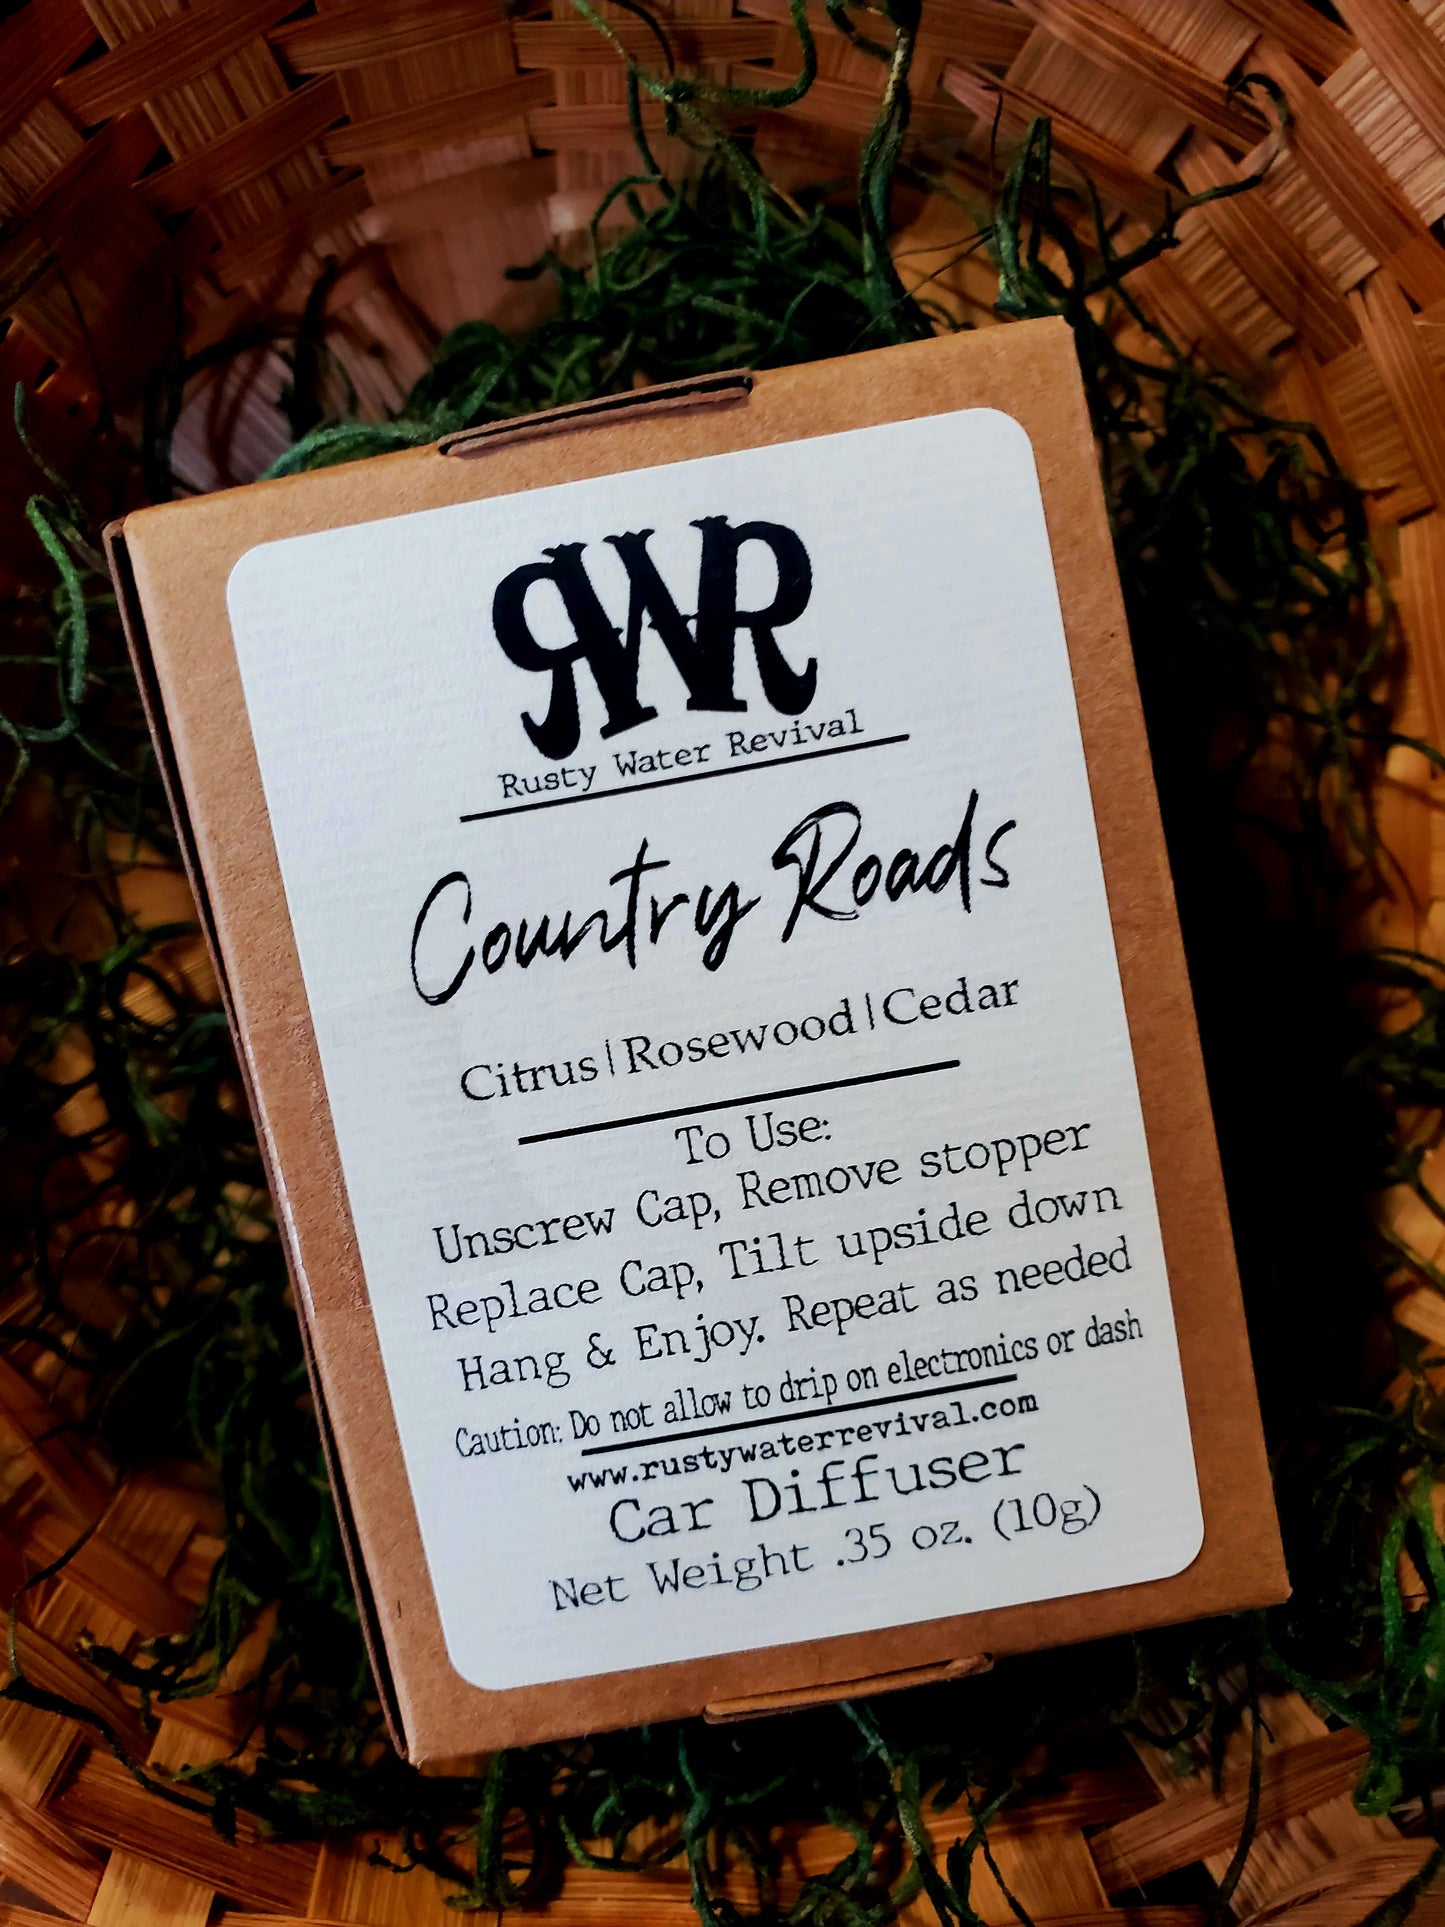 RWR
Rusty Water Revival
Country Roads
Citrus|Rosewood|Cedar
To Use:
Unscrew Cap, Remove stopper
Replace Cap, Tilt upside down
Hang & Enjoy. Repeat as needed
Caution: Do not allow to drip on electronics or dash
www.rustywaterrevival.com
Car Diffuser
Net Weight .35 oz. (10g)